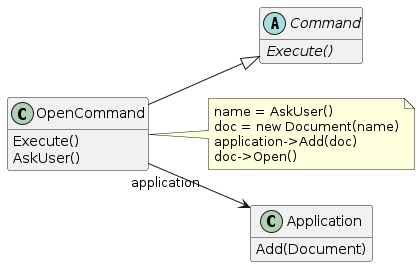 A Command
Execute()
C OpenCommand
Execute()
AskUser()
name = AskUser()
doc = new Document(name)
application->Add(doc)
doc->Open()
application
C Application
Add(Document)